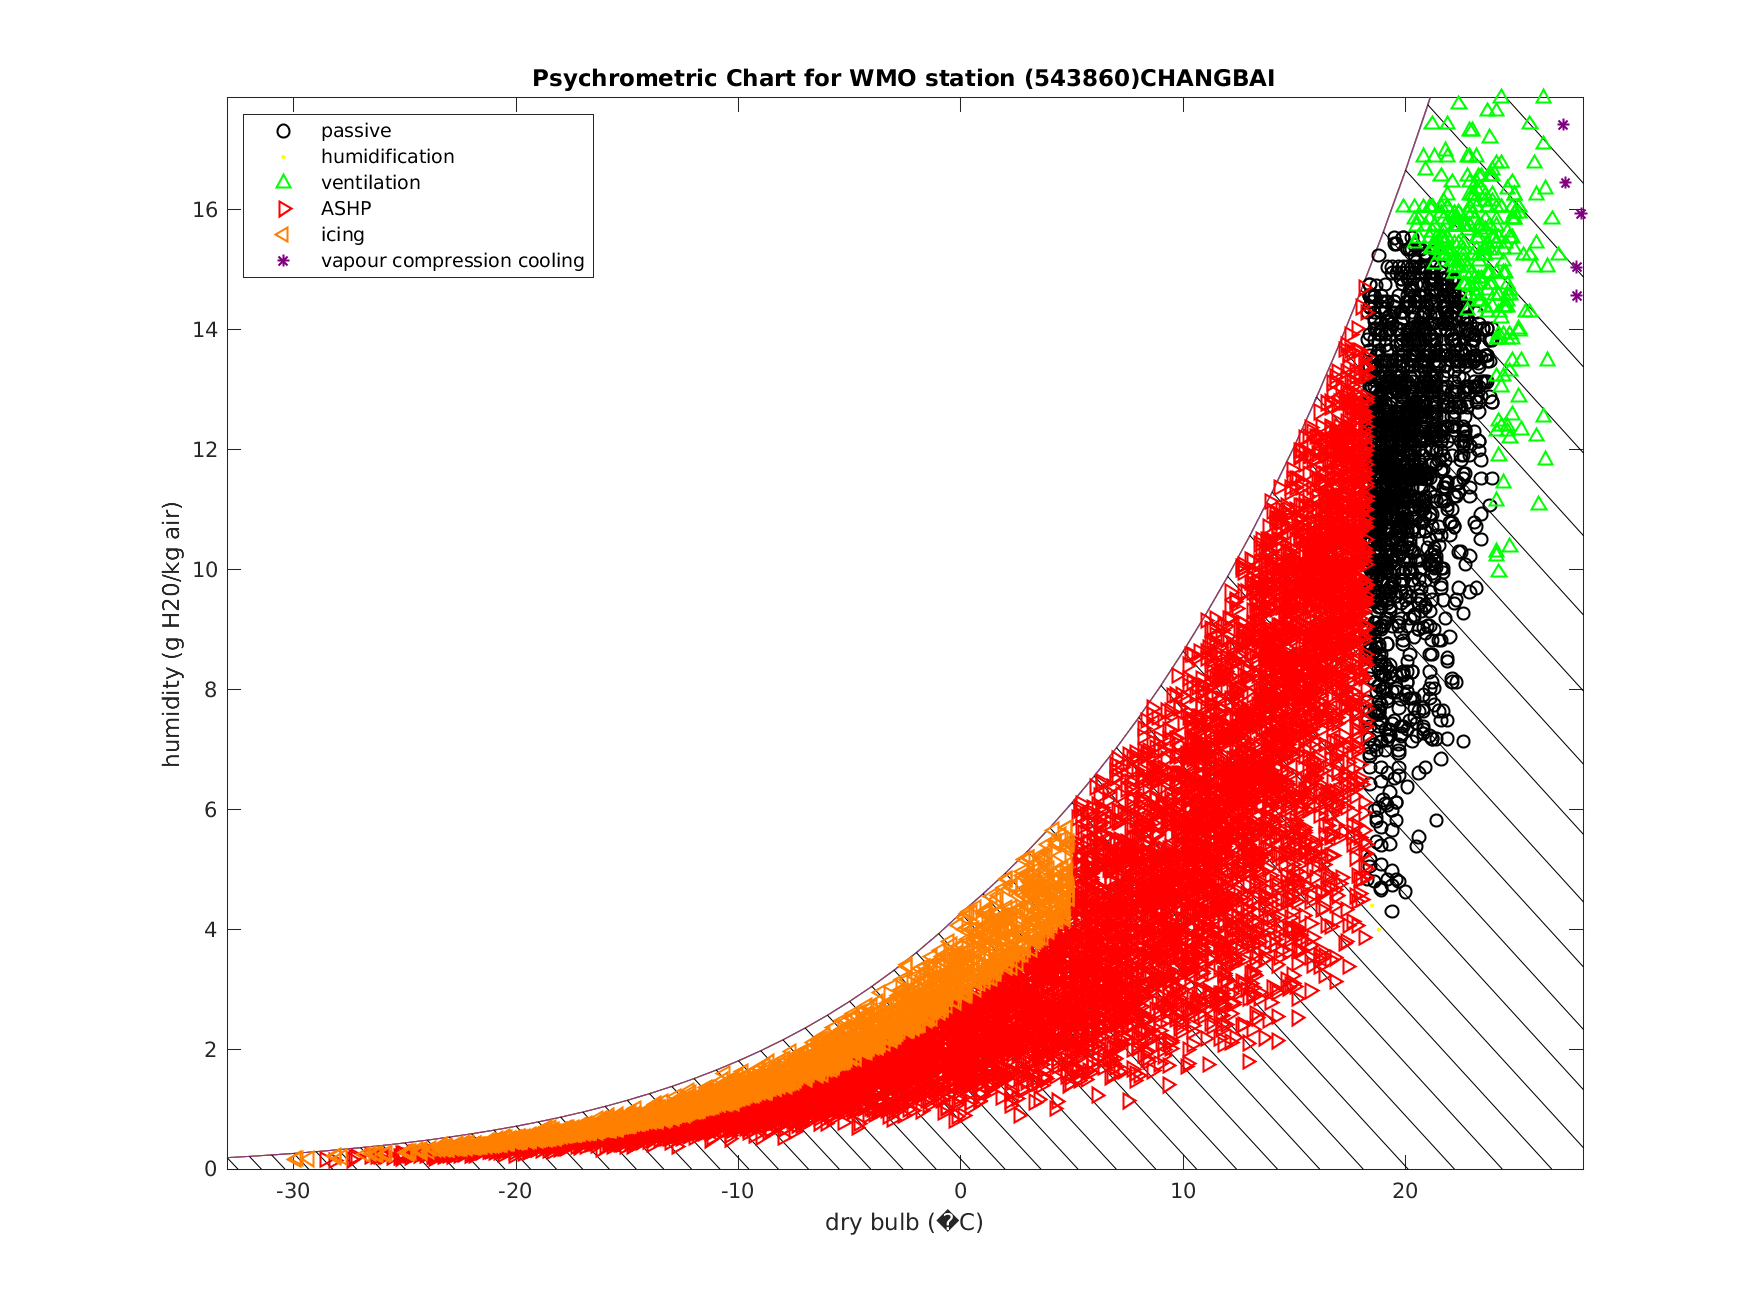 Psychrometric Chart for WMO station (543860)CHANGBAI
passive
humidification
ventilation
ASHP
icing
vapour compression cooling
humidity (g H20/kg air)
16
14
12
10
8
6
4
2
0
-30
-20
-10
0
10
20
dry bulb (�C)